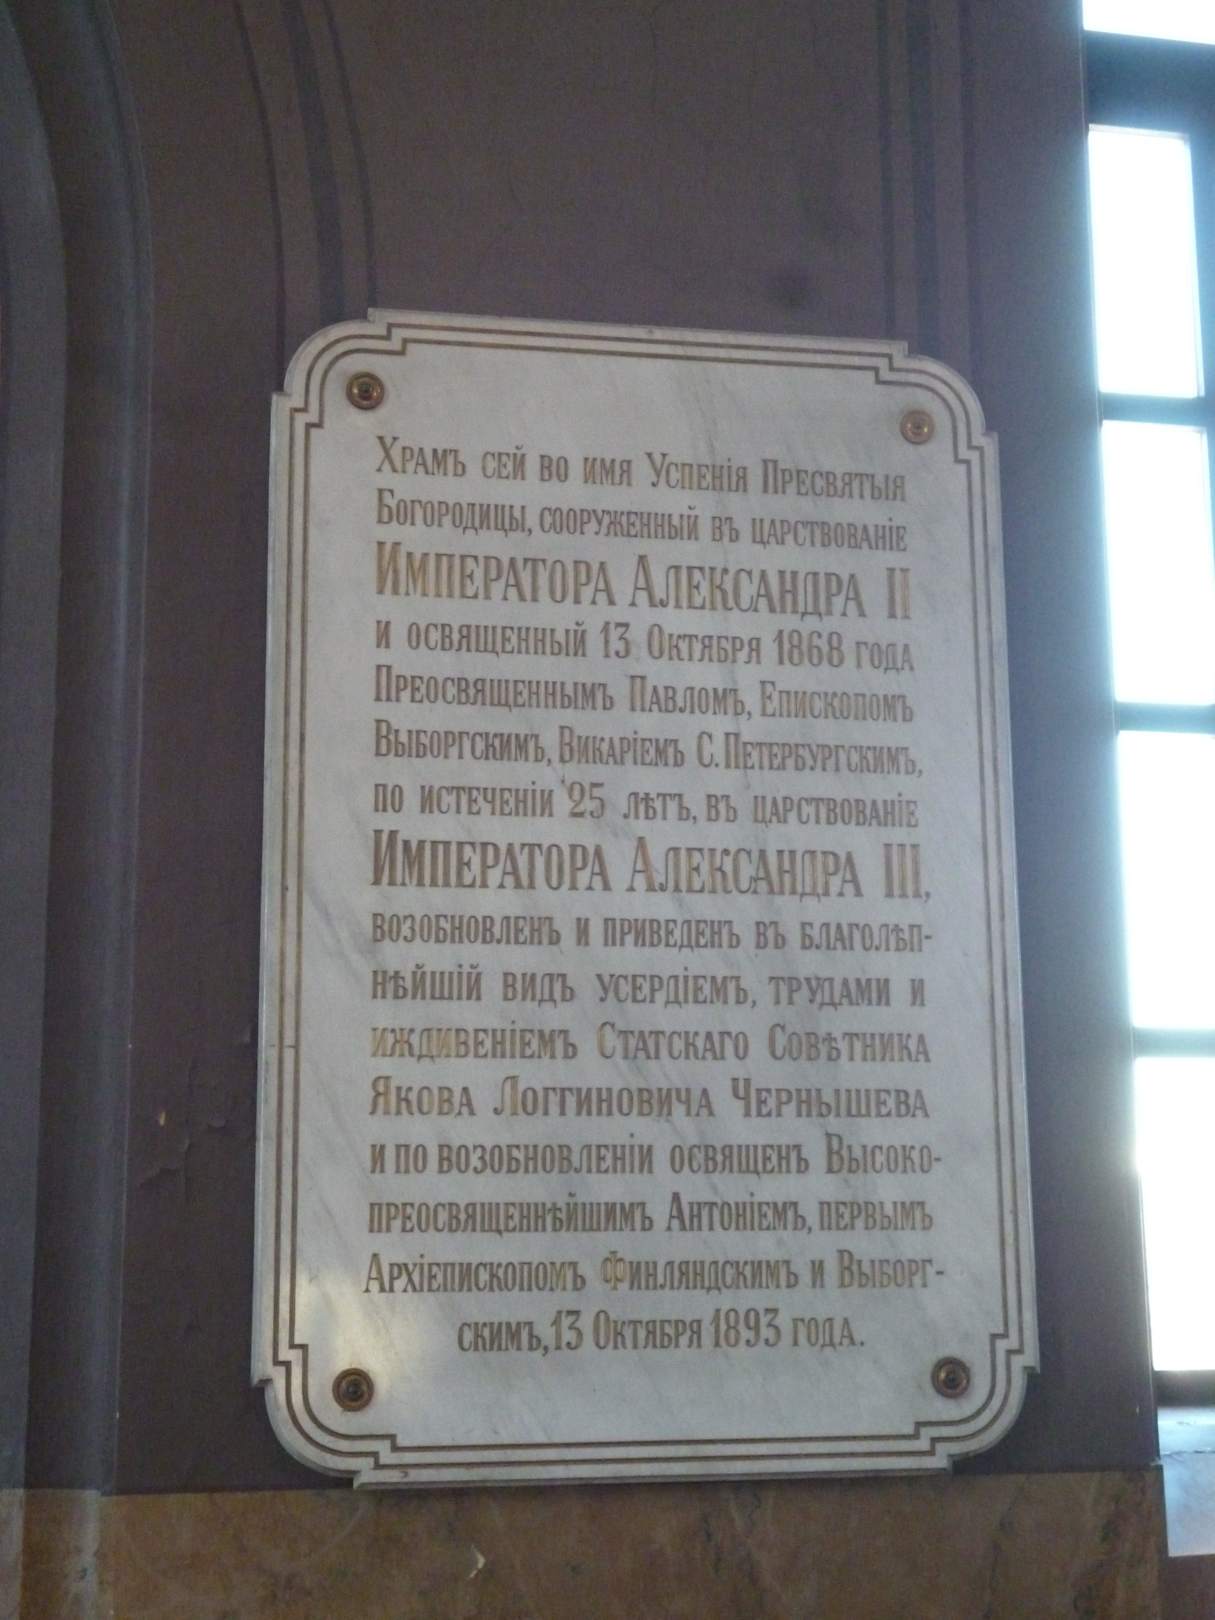 Храмъ сей во имя Успенія Пресвятыя
Богородицы, сооруженный въ царствованіе
Императора Александра II
и освященный 13 Октября 1868 года
Преосвященнымъ Павломъ, Епископомъ
Выборгскимъ, Викаріемъ С. Петербургскимъ,
по истеченіи 25 лѣтъ, въ царствованіе
Императора Александра III,
возобновленъ и приведенъ въ благолѣп-
нѣйшій видъ усердіемъ, трудами и
иждивеніемъ Статскаго Совѣтника
Якова Логгиновича Чернышева
и по возобновленіи освященъ Высоко-
преосвященнѣйшимъ Антоніемъ, первымъ
Архіепископомъ Финляндскимъ и Выборг-
скимъ, 13 Октября 1893 года.